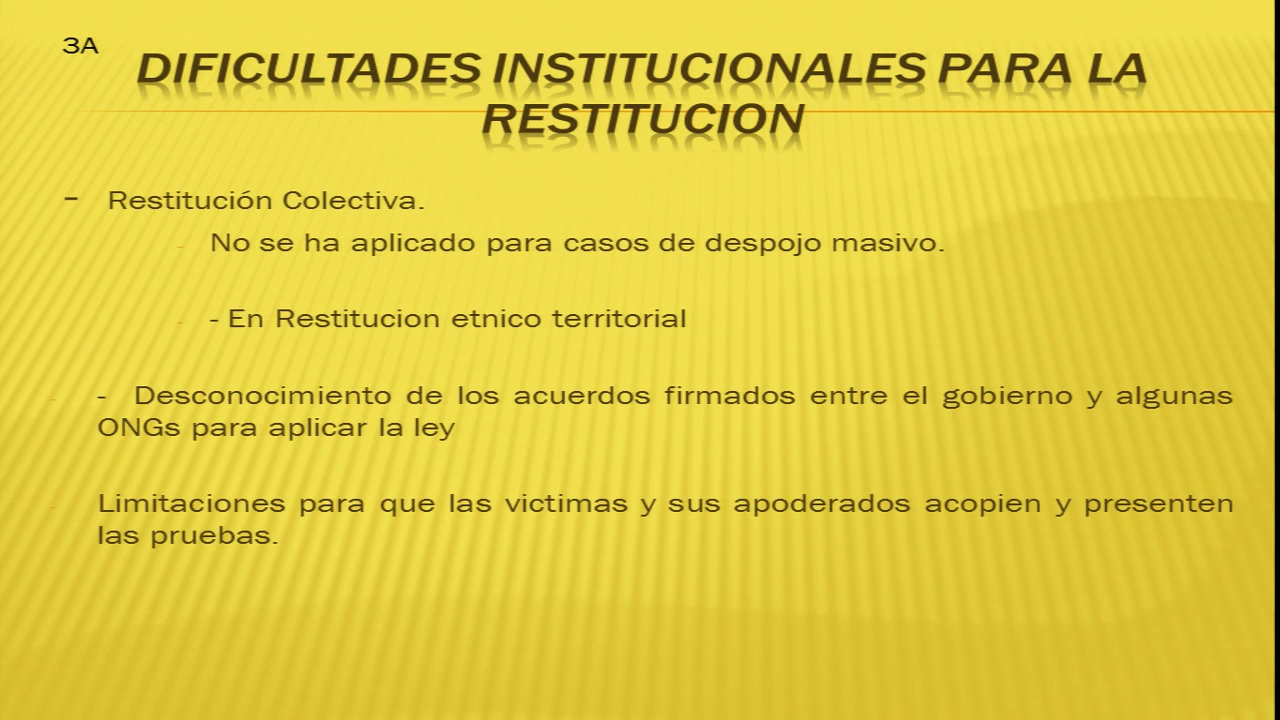 3A
DIFICULTADES INSTITUCIONALES PARA LA
RESTITUCION
- Restitución Colectiva.
- No se ha aplicado para casos de despojo masivo.
- - En Restitucion etnico territorial
- - Desconocimiento de los acuerdos firmados entre el gobierno y algunas
ONGs para aplicar la ley
- Limitaciones para que las victimas y sus apoderados acopien y presenten
las pruebas.